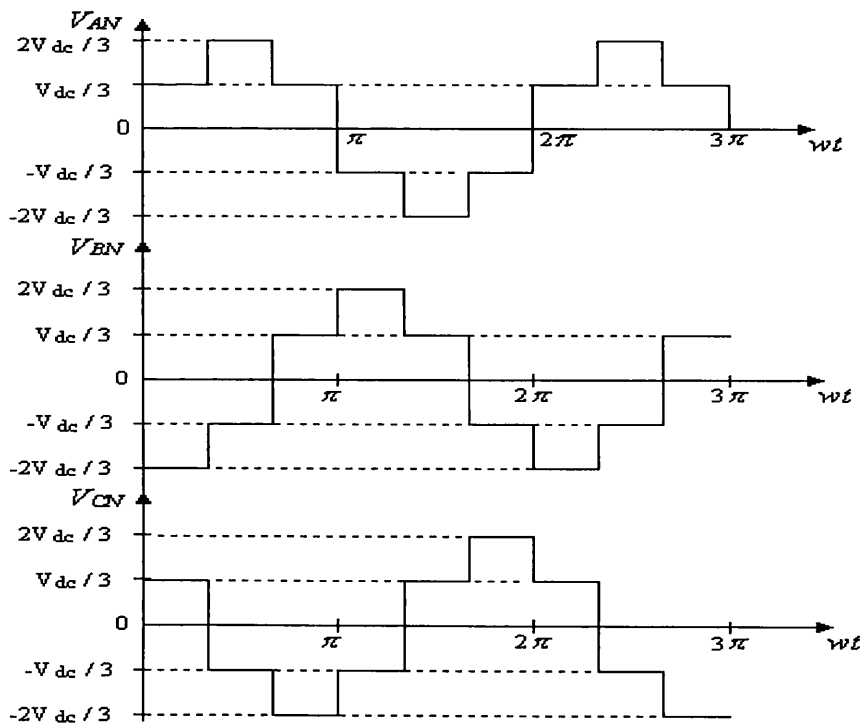 VAN
2Vdc/3
Vdc/3
0
π 2π 3π wt
-Vdc/3
-2Vdc/3
VBN
2Vdc/3
Vdc/3
0
π 2π 3π wt
-Vdc/3
-2Vdc/3
VCN
2Vdc/3
Vdc/3
0
π 2π 3π wt
-Vdc/3
-2Vdc/3